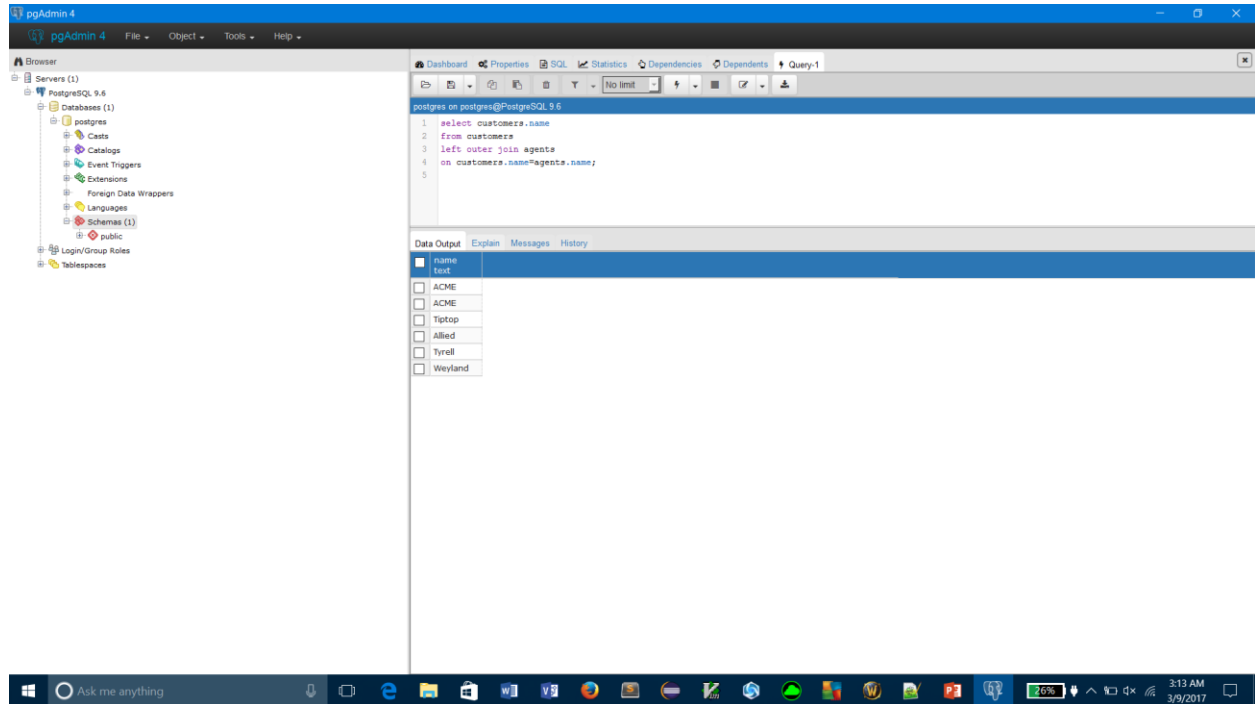 pgAdmin 4
pgAdmin 4 File Object Tools Help
Browser
Servers (1)
PostgreSQL 9.6
Databases (1)
postgres
Casts
Catalogs
Event Triggers
Extensions
Foreign Data Wrappers
Languages
Schemas (1)
public
Login/Group Roles
Tablespaces
Dashboard Properties SQL Statistics Dependencies Dependents Query-1
No limit
postgres on postgres@PostgreSQL 9.6
1 select customers.name
2 from customers
3 left outer join agents
4 on customers.name=agents.name;
5
Data Output Explain Messages History
name
text
ACME
ACME
Tiptop
Allied
Tyrell
Weyland
Ask me anything
26%
3:13 AM
3/9/2017